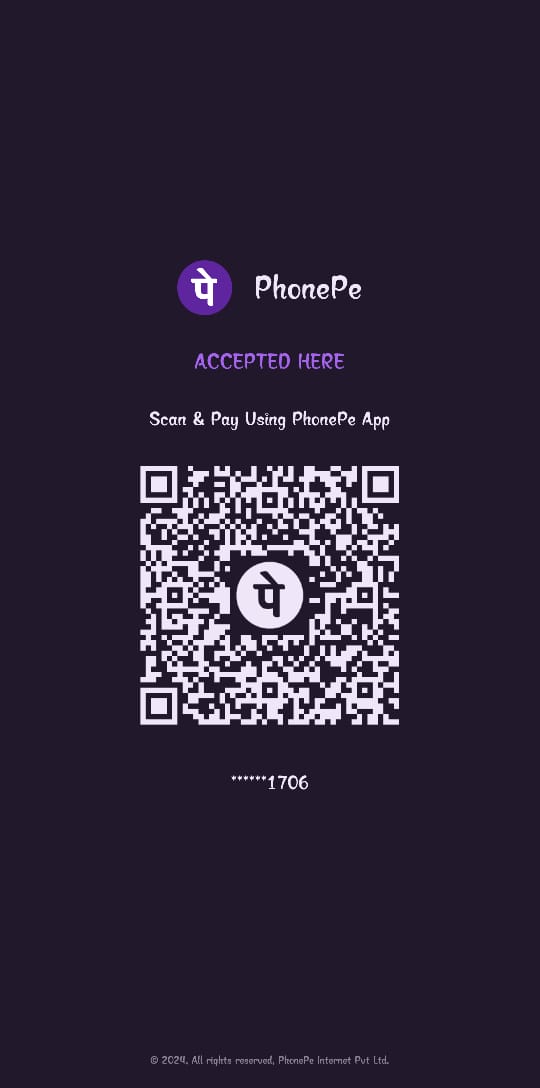 पे PhonePe
ACCEPTED HERE
Scan & Pay Using PhonePe App
पे
******1706
© 2024, All rights reserved, PhonePe Internet Pvt Ltd.